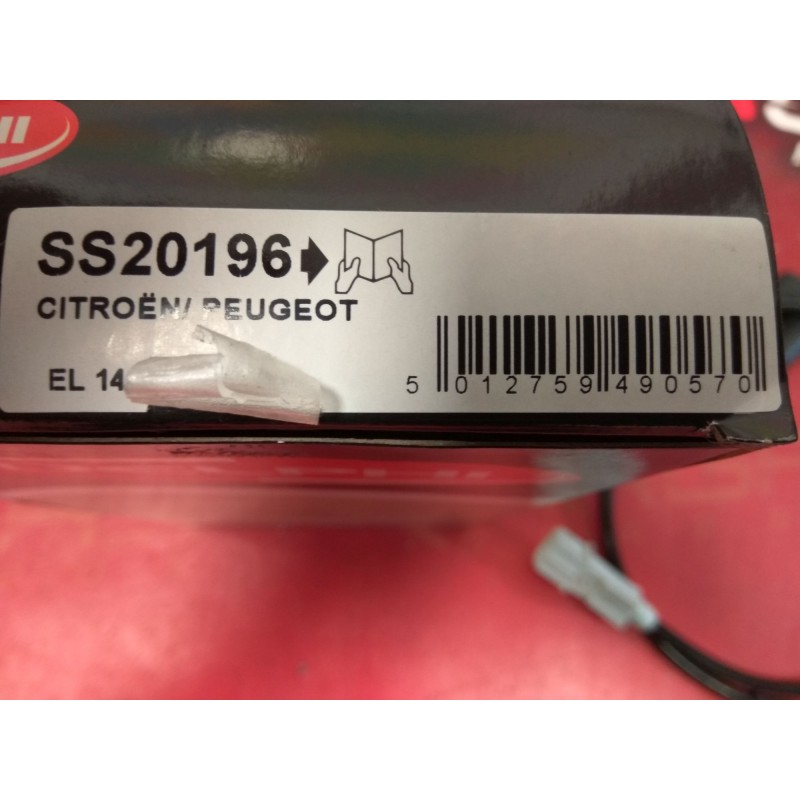 SS20196
CITROËN/ PEUGEOT
EL 14
5 012759 490570